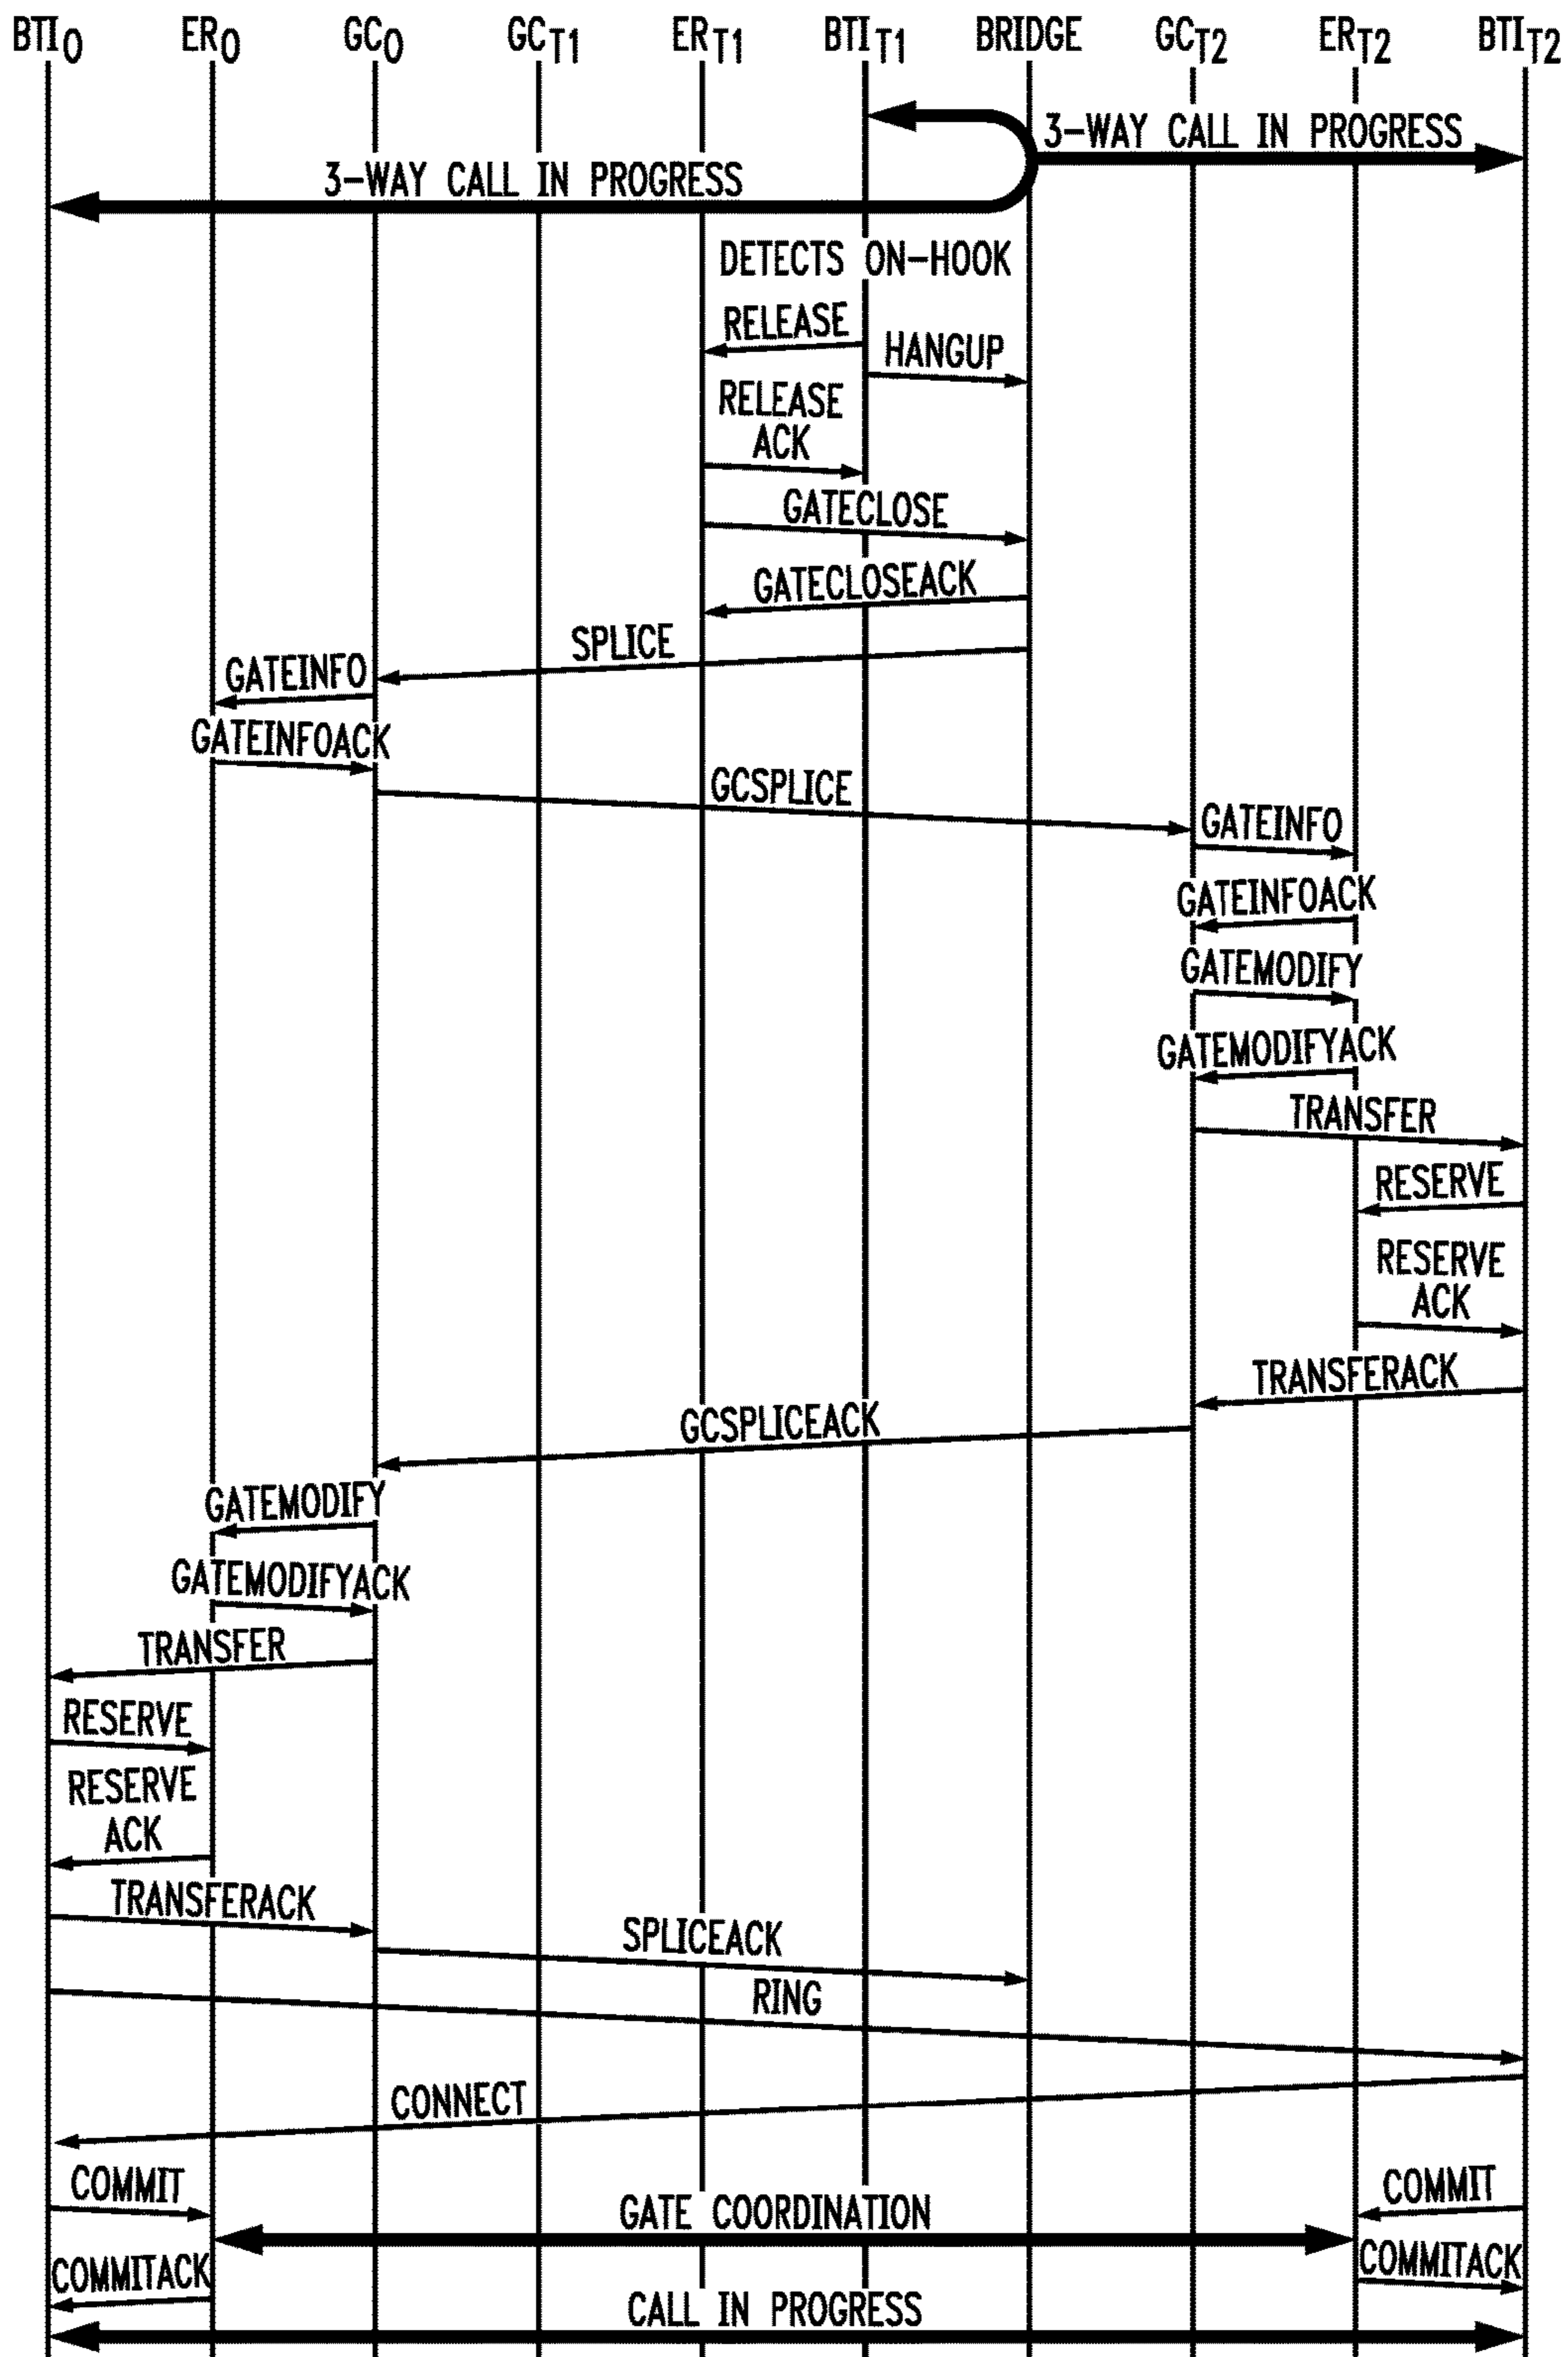 BTIO ERO GCO GCT1 ERT1 BTIT1 BRIDGE GCT2 ERT2 BTIT2
3-WAY CALL IN PROGRESS
3-WAY CALL IN PROGRESS
DETECTS ON-HOOK
RELEASE
HANGUP
RELEASE
ACK
GATECLOSE
GATECLOSEACK
SPLICE
GATEINFO
GATEINFOACK
GCSPLICE
GATEINFO
GATEINFOACK
GATEMODIFY
GATEMODIFYACK
TRANSFER
RESERVE
RESERVE
ACK
TRANSFERACK
GCSPLICEACK
GATEMODIFY
GATEMODIFYACK
TRANSFER
RESERVE
RESERVE
ACK
TRANSFERACK
SPLICEACK
RING
CONNECT
COMMIT
COMMIT
GATE COORDINATION
COMMITACK
COMMITACK
CALL IN PROGRESS